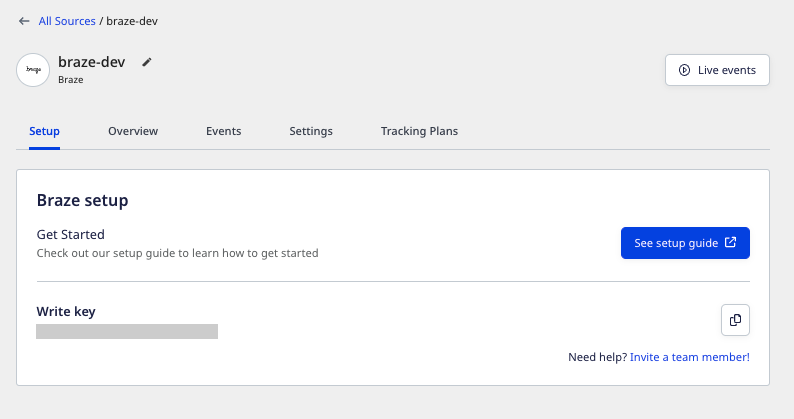 ← All Sources / braze-dev
braze
braze-dev
Braze
Live events
Setup Overview Events Settings Tracking Plans
Braze setup
Get Started
Check out our setup guide to learn how to get started
See setup guide
Write key
Need help? Invite a team member!